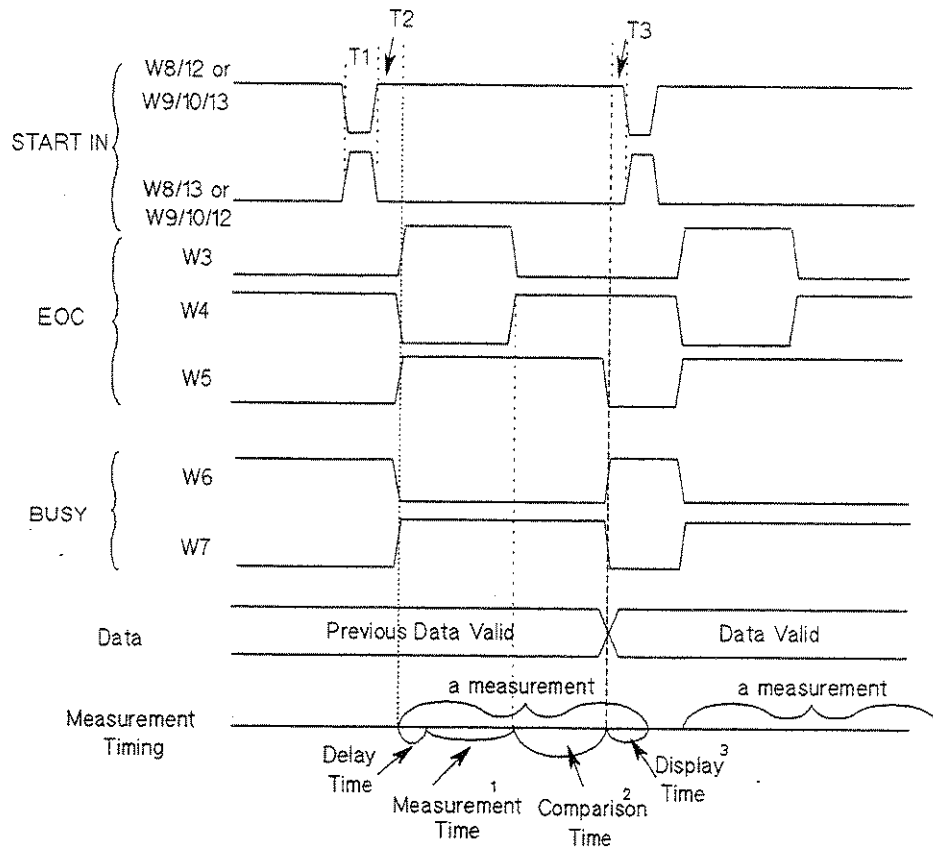 T2
T1
T3
W8/12 or
W9/10/13
START IN
W8/13 or
W9/10/12
W3
EOC
W4
W5
W6
BUSY
W7
Data
Previous Data Valid
Data Valid
a measurement
a measurement
Measurement
Timing
Delay
Time
Measurement 1
Time
Comparison 2
Time
Display 3
Time